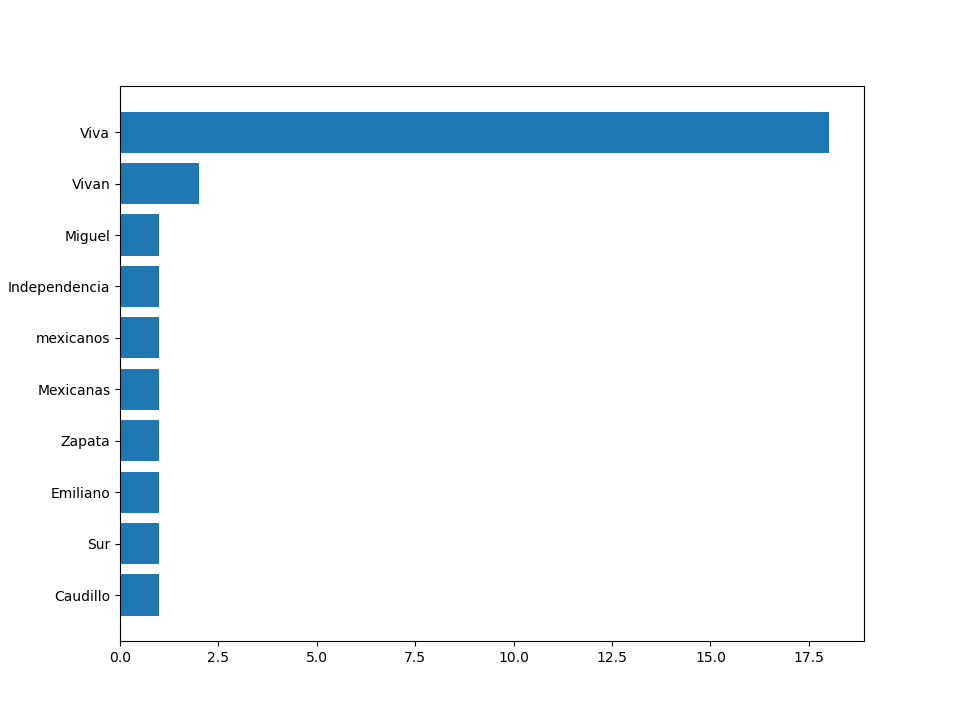 Viva
Vivan
Miguel
Independencia
mexicanos
Mexicanas
Zapata
Emiliano
Sur
Caudillo
0.0 2.5 5.0 7.5 10.0 12.5 15.0 17.5